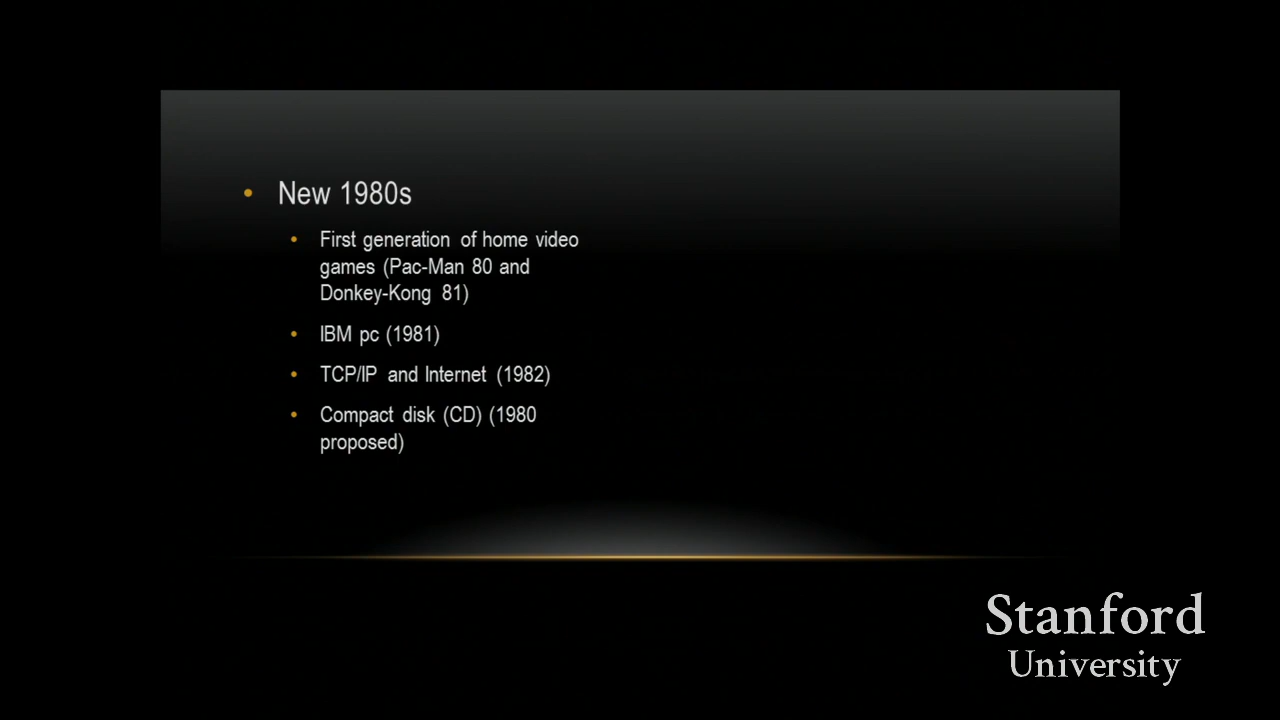 New 1980s
First generation of home video
games (Pac-Man 80 and
Donkey-Kong 81)
IBM pc (1981)
TCP/IP and Internet (1982)
Compact disk (CD) (1980
proposed)
Stanford
University